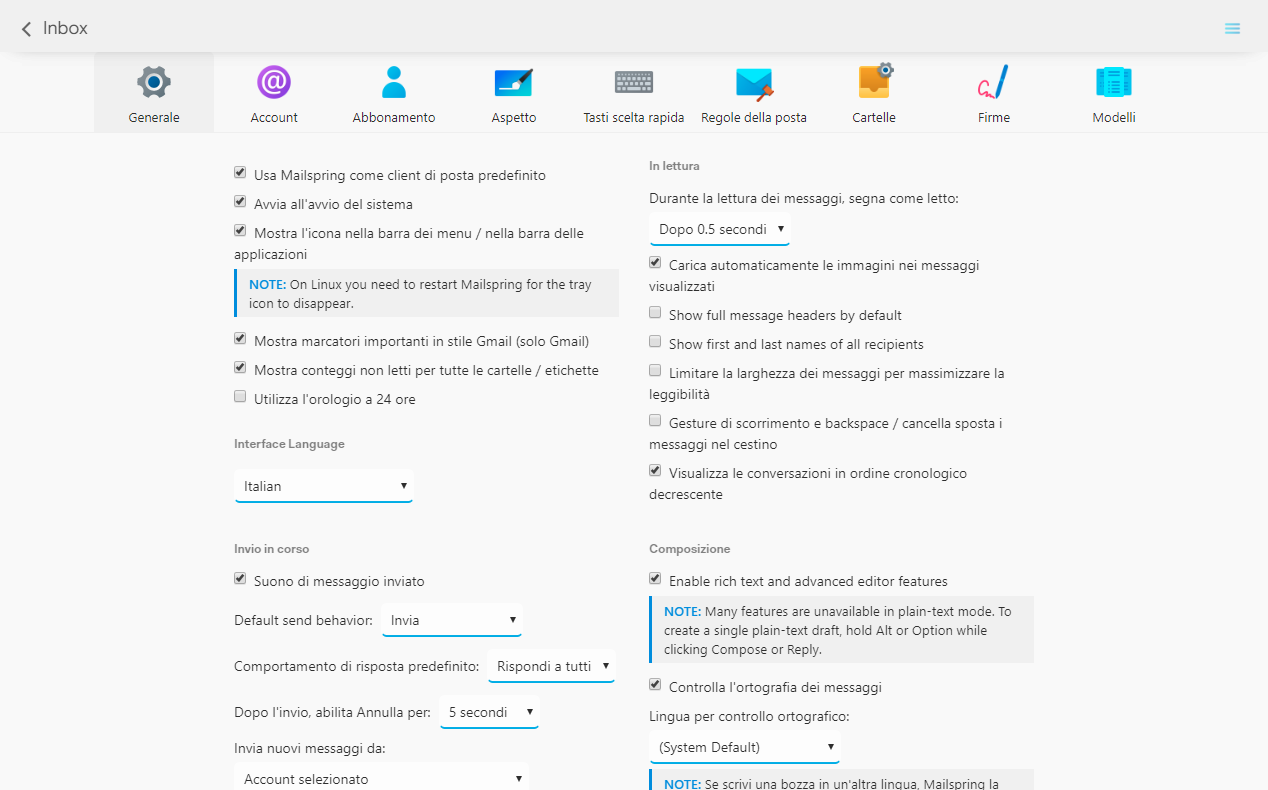 Inbox
Generale
Account
Abbonamento
Aspetto
Tasti scelta rapida
Regole della posta
Cartelle
Firme
Modelli
Usa Mailspring come client di posta predefinito
Avvia all'avvio del sistema
Mostra l'icona nella barra dei menu / nella barra delle
applicazioni
NOTE: On Linux you need to restart Mailspring for the tray
icon to disappear.
Mostra marcatori importanti in stile Gmail (solo Gmail)
Mostra conteggi non letti per tutte le cartelle / etichette
Utilizza l'orologio a 24 ore
Interface Language
Italian
In lettura
Durante la lettura dei messaggi, segna come letto:
Dopo 0.5 secondi
Carica automaticamente le immagini nei messaggi
visualizzati
Show full message headers by default
Show first and last names of all recipients
Limitare la larghezza dei messaggi per massimizzare la
leggibilità
Gesture di scorrimento e backspace / cancella sposta i
messaggi nel cestino
Visualizza le conversazioni in ordine cronologico
decrescente
Invio in corso
Suono di messaggio inviato
Default send behavior: Invia
Comportamento di risposta predefinito: Rispondi a tutti
Dopo l'invio, abilita Annulla per: 5 secondi
Invia nuovi messaggi da:
Account selezionato
Composizione
Enable rich text and advanced editor features
NOTE: Many features are unavailable in plain-text mode. To
create a single plain-text draft, hold Alt or Option while
clicking Compose or Reply.
Controlla l'ortografia dei messaggi
Lingua per controllo ortografico:
(System Default)
NOTE: Se scrivi una bozza in un'altra lingua, Mailspring la